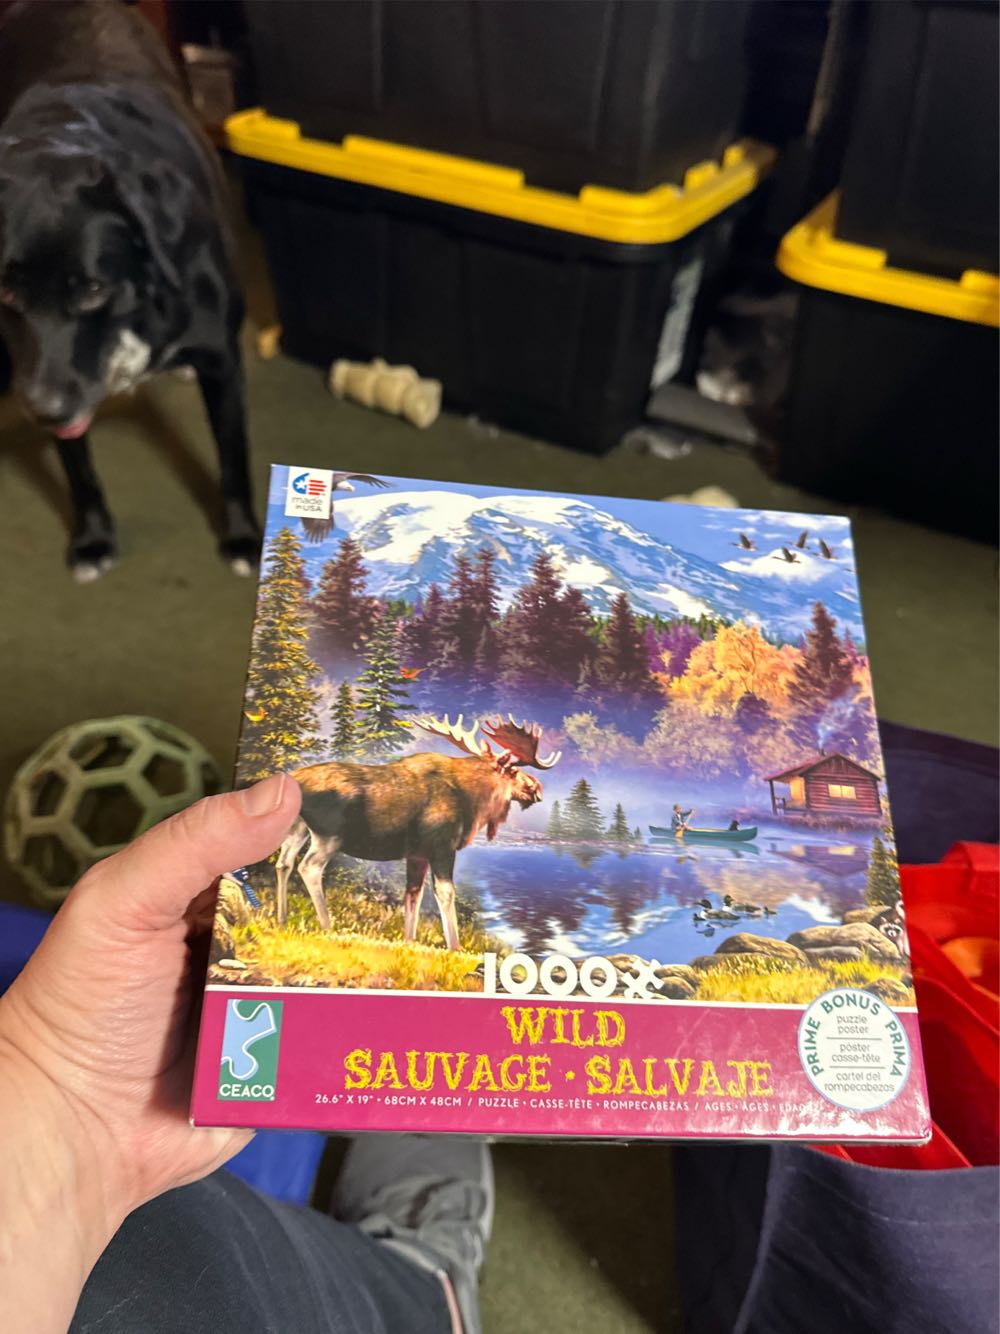 made
in USA
1000
WILD
SAUVAGE • SALVAJE
26.6" X 19" • 68CM X 48CM / PUZZLE • CASSE-TÊTE • ROMPECABEZAS / AGES • ÂGES •
CEACO
PRIME BONUS PRIMA
puzzle
poster
póster
casse-tête
cartel del
rompecabezas